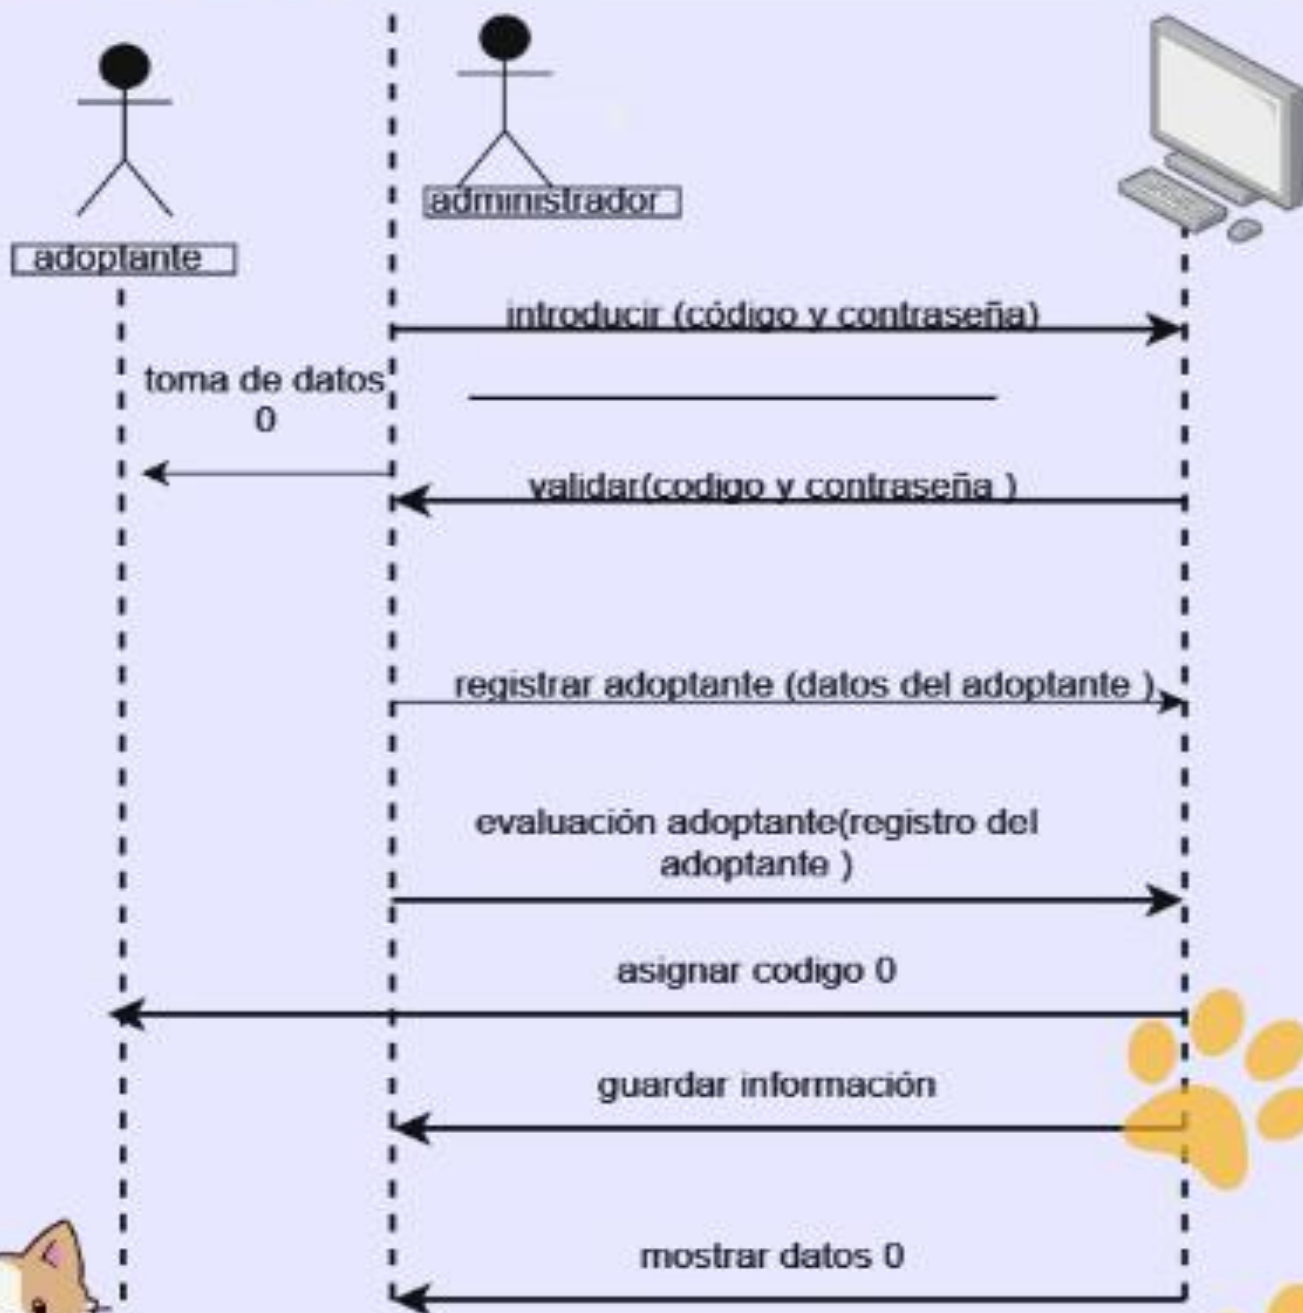 administrador
adoptante
introducir (código y contraseña)
toma de datos
0
validar(codigo y contraseña )
registrar adoptante (datos del adoptante )
evaluación adoptante(registro del
adoptante )
asignar codigo 0
guardar información
mostrar datos 0